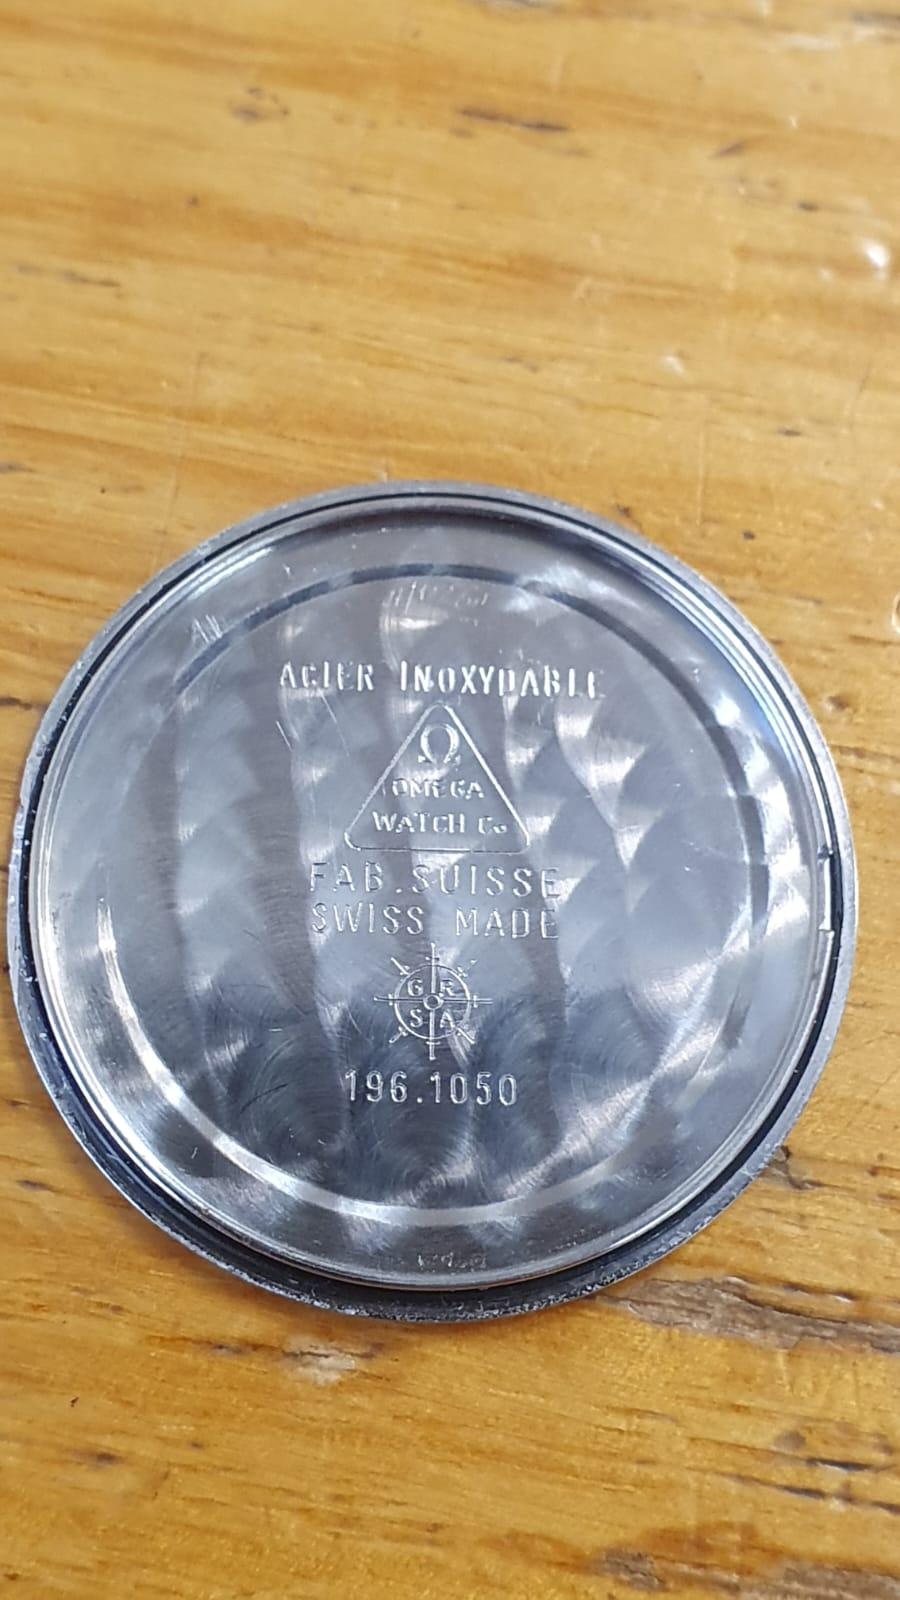 ACIER INOXYDABLE
Ω
OMEGA
WATCH Co
FAB. SUISSE
SWISS MADE
G R
S A
196.1050